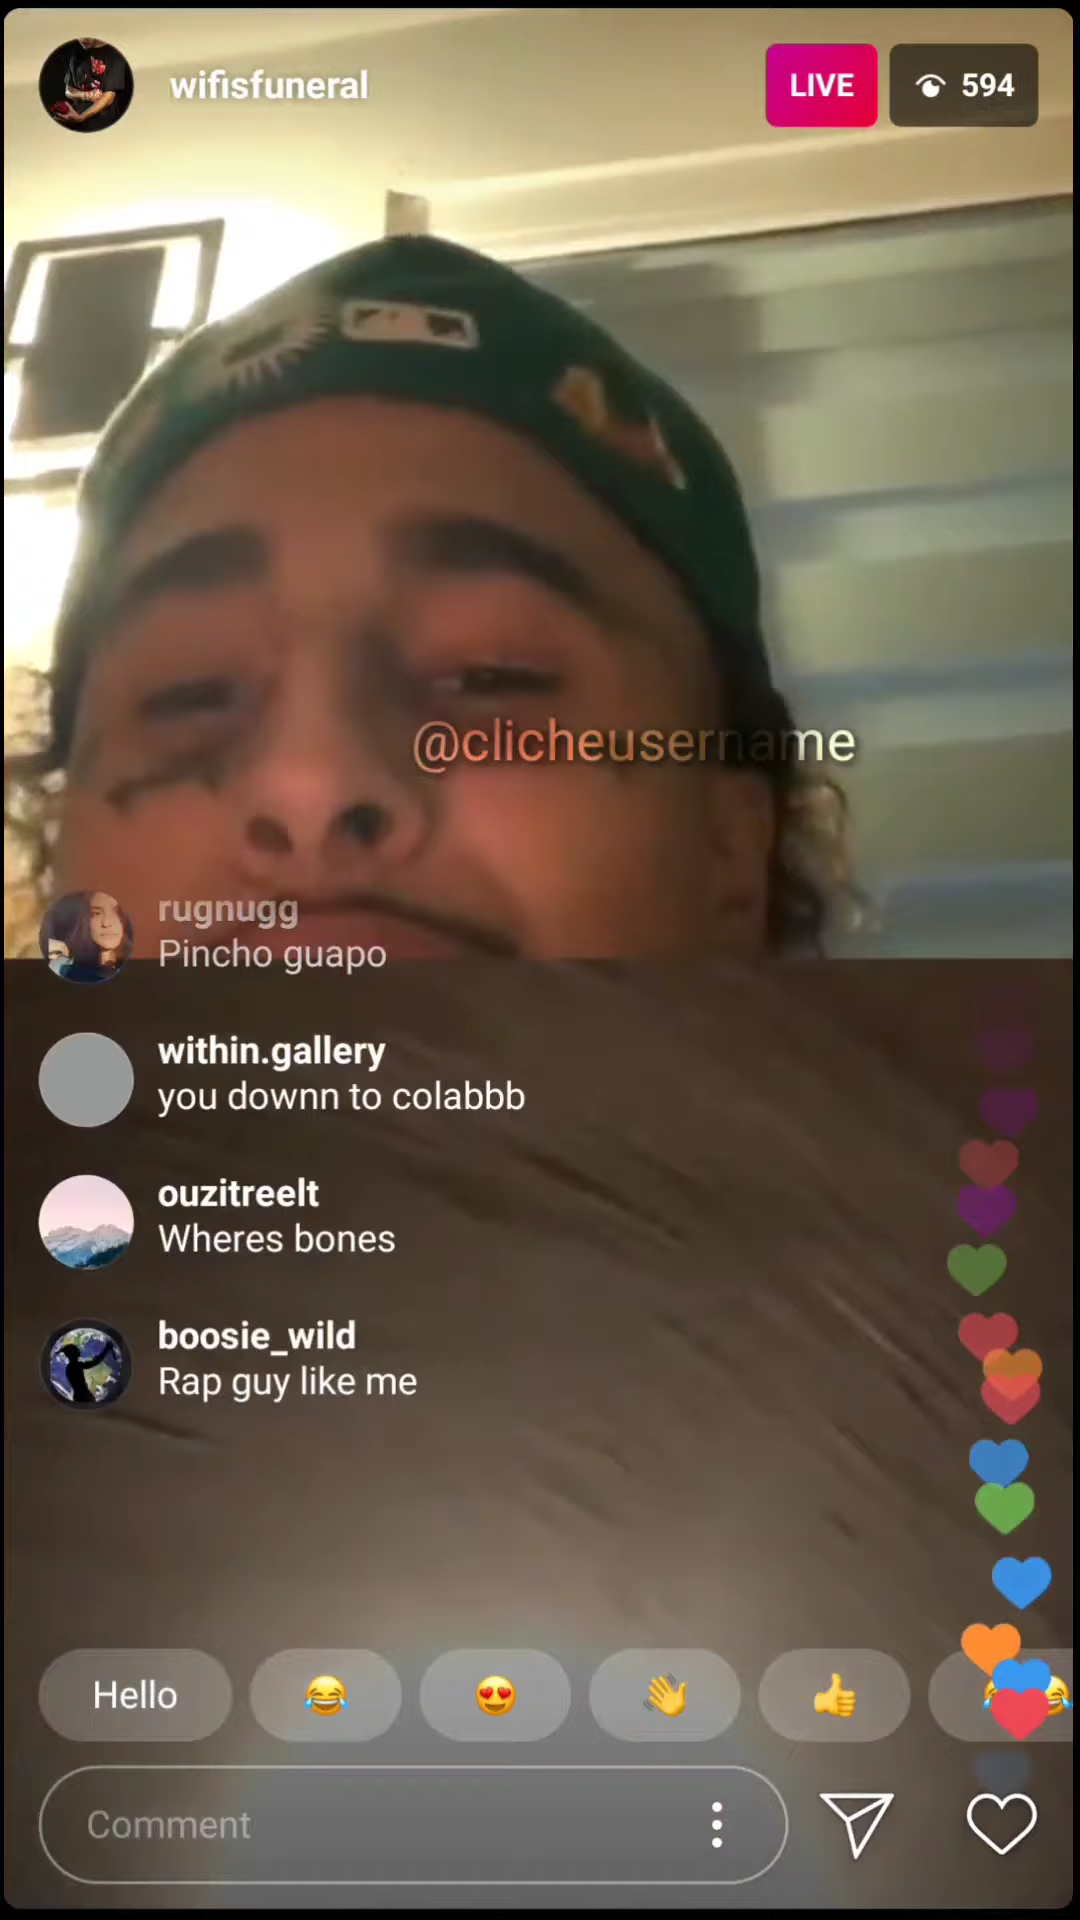 wifisfuneral
LIVE
594
@clicheusername
rugnugg
Pincho guapo
within.gallery
you downn to colabbb
ouzitreelt
Wheres bones
boosie_wild
Rap guy like me
Hello
Comment